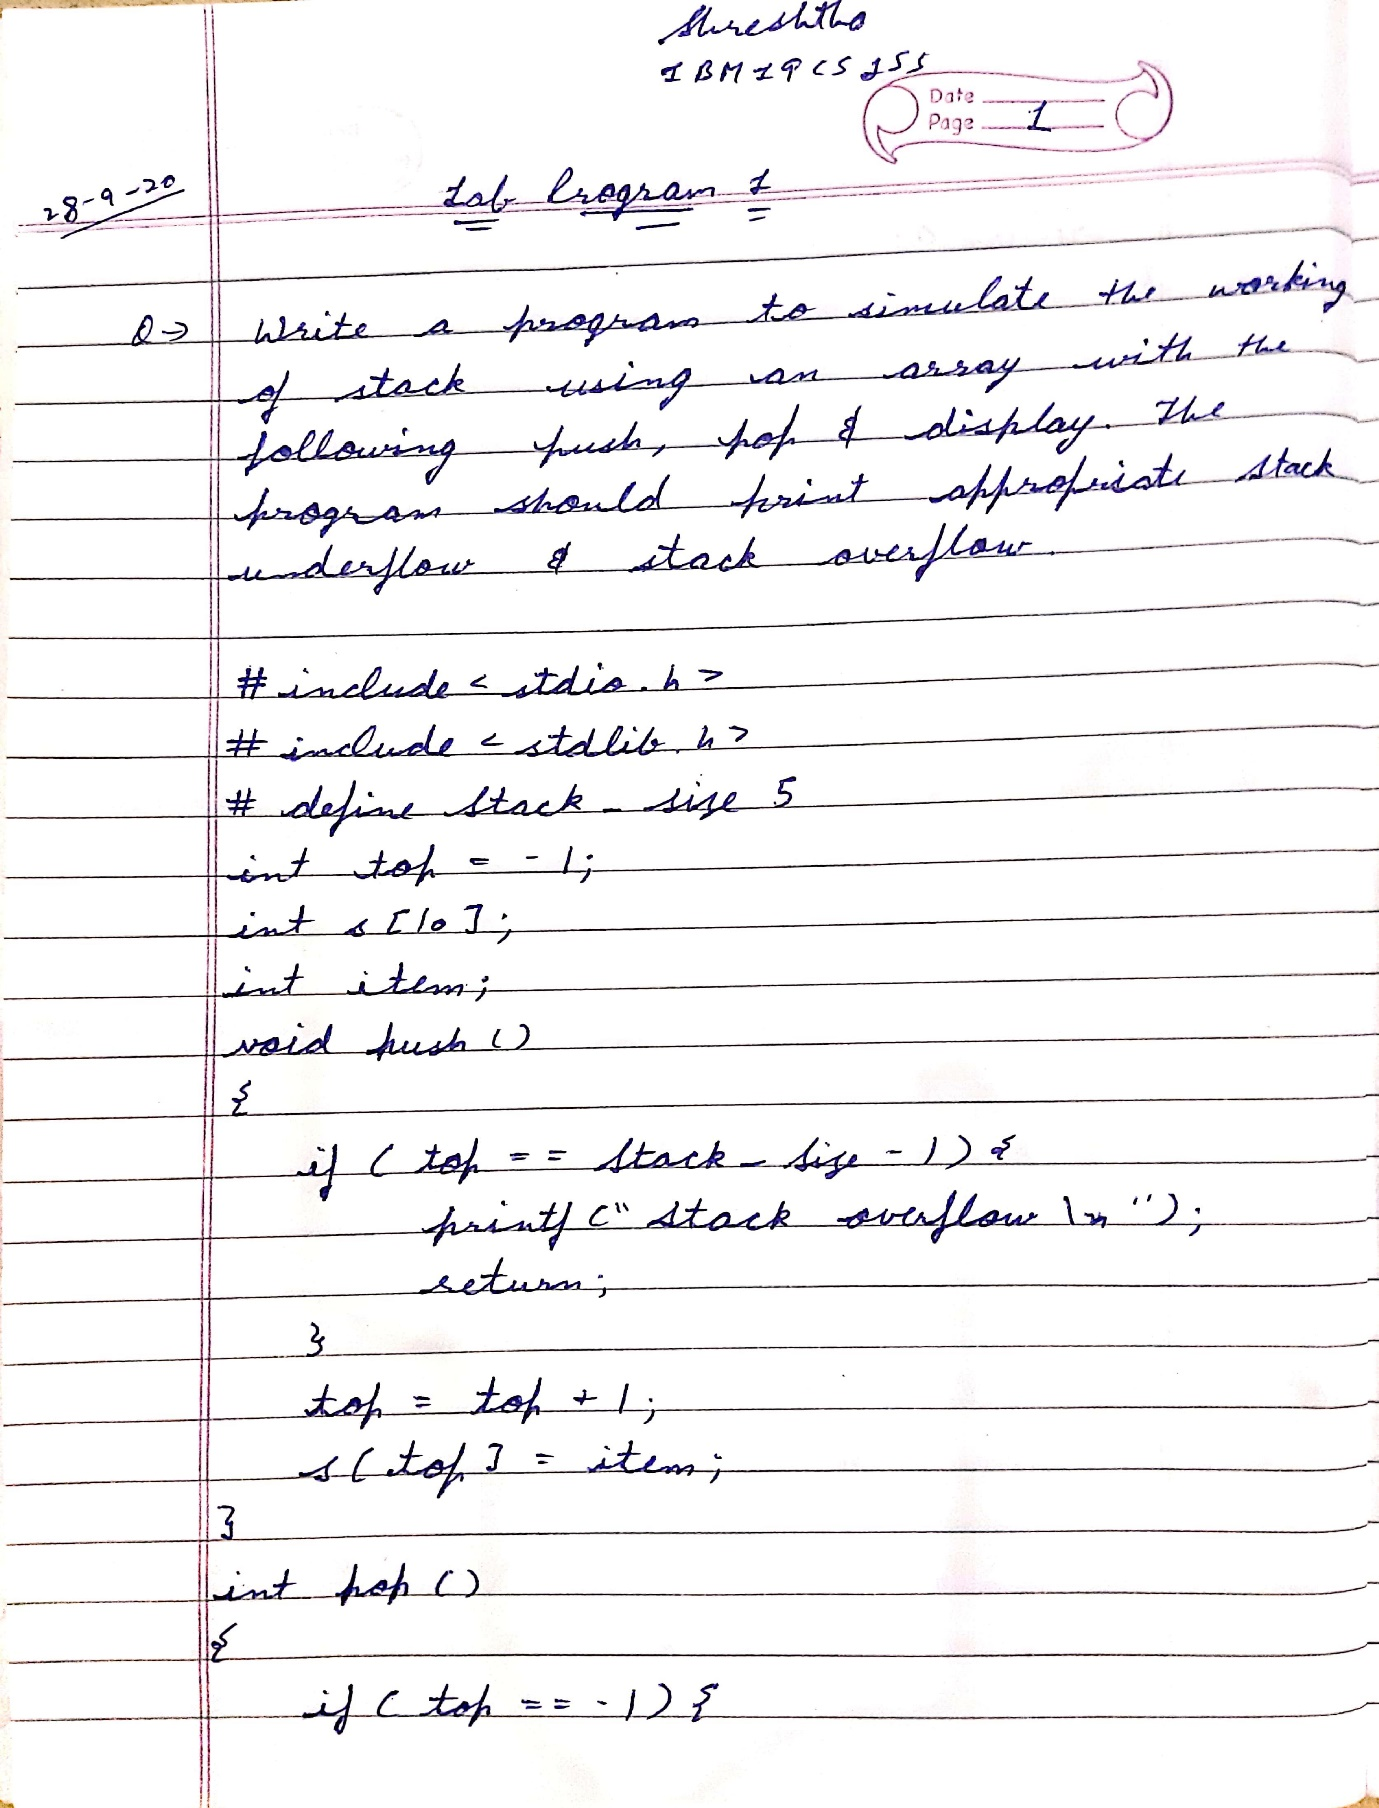 Shreshtha
1BM19CS155
Date
Page 1
28-9-20
Lab Program 1
Q→ Write a program to simulate the working
of stack using an array with the
following push, pop & display. The
program should print appropriate stack
underflow & stack overflow.
# include < stdio.h >
# include < stdlib.h >
# define Stack_size 5
int top = -1;
int s[10];
int item;
void push ()
{
if ( top == Stack_size - 1) {
printf (" Stack overflow \n ");
return;
}
top = top + 1;
s[top] = item;
}
int pop ()
{
if ( top == -1) {